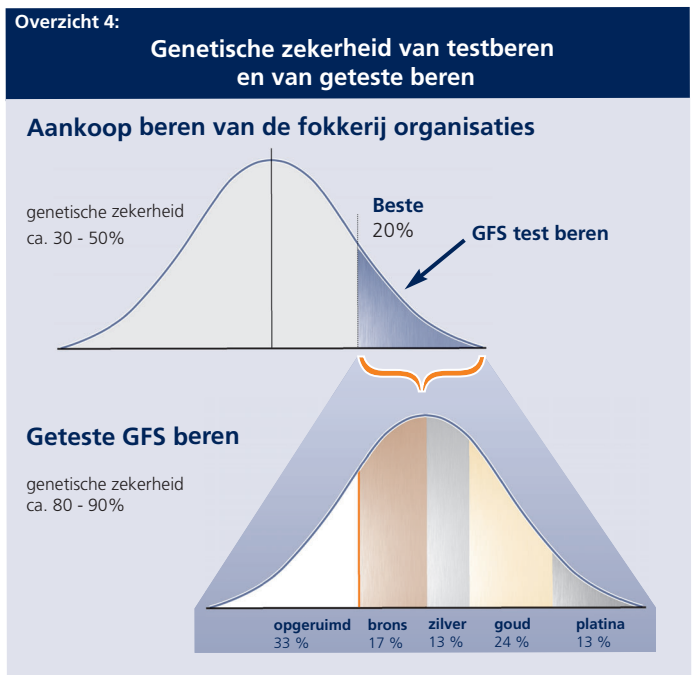 Overzicht 4:
Genetische zekerheid van testberen
en van geteste beren
Aankoop beren van de fokkerij organisaties
genetische zekerheid
ca. 30 - 50%
Beste
20%
GFS test beren
Geteste GFS beren
genetische zekerheid
ca. 80 - 90%
opgeruimd brons zilver goud platina
33 % 17 % 13 % 24 % 13 %